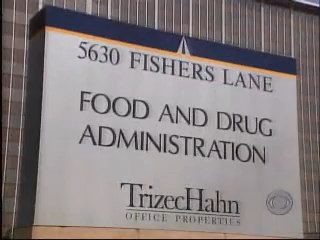 5630 FISHERS LANE
FOOD AND DRUG
ADMINISTRATION
TrizecHahn
OFFICE PROPERTIES